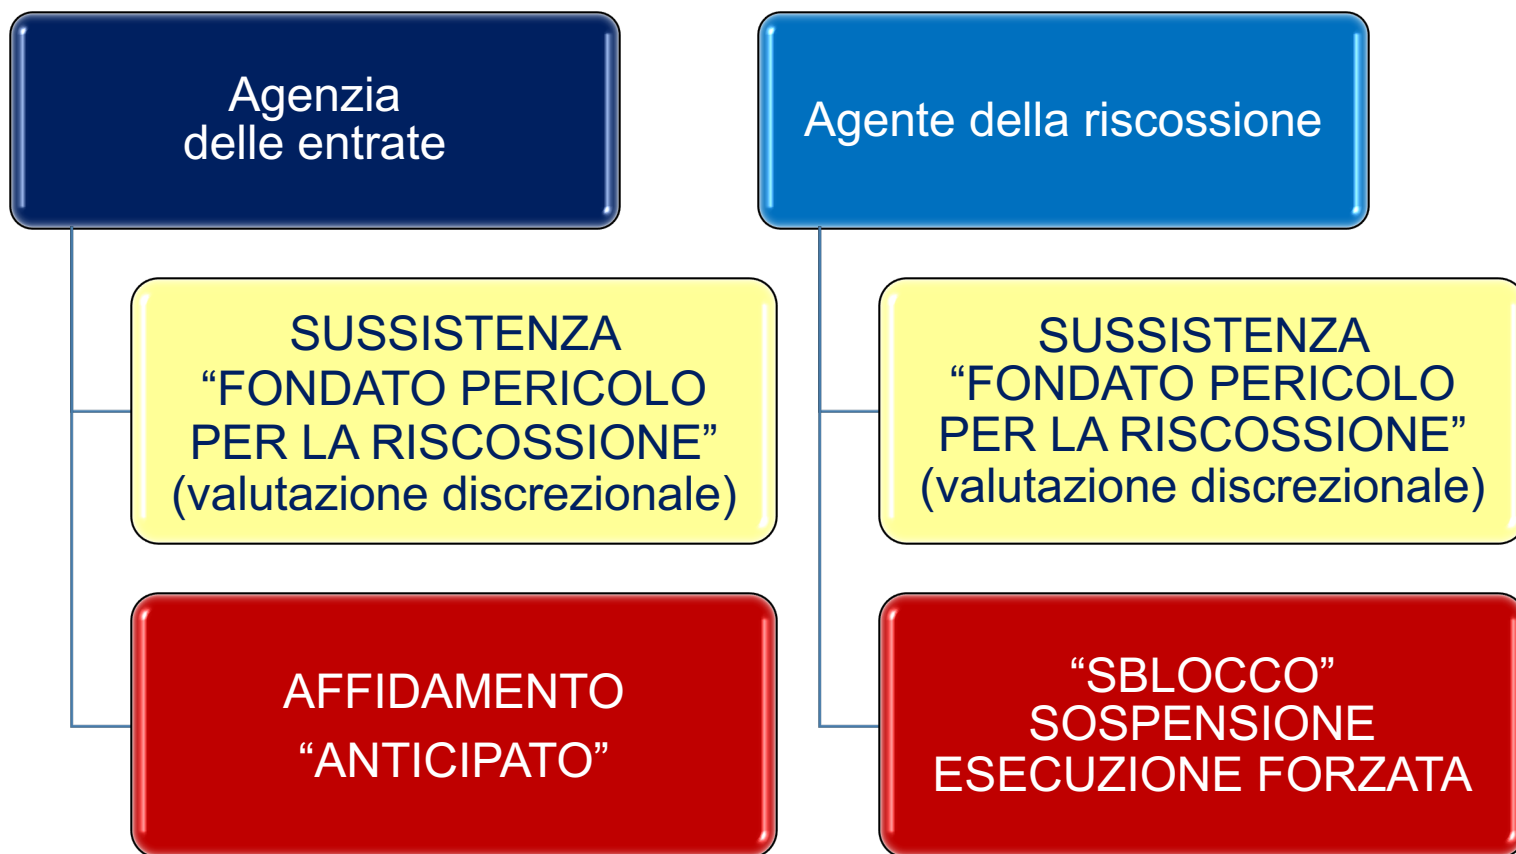 Agenzia
delle entrate
SUSSISTENZA
“FONDATO PERICOLO
PER LA RISCOSSIONE”
(valutazione discrezionale)
AFFIDAMENTO
“ANTICIPATO”
Agente della riscossione
SUSSISTENZA
“FONDATO PERICOLO
PER LA RISCOSSIONE”
(valutazione discrezionale)
“SBLOCCO”
SOSPENSIONE
ESECUZIONE FORZATA